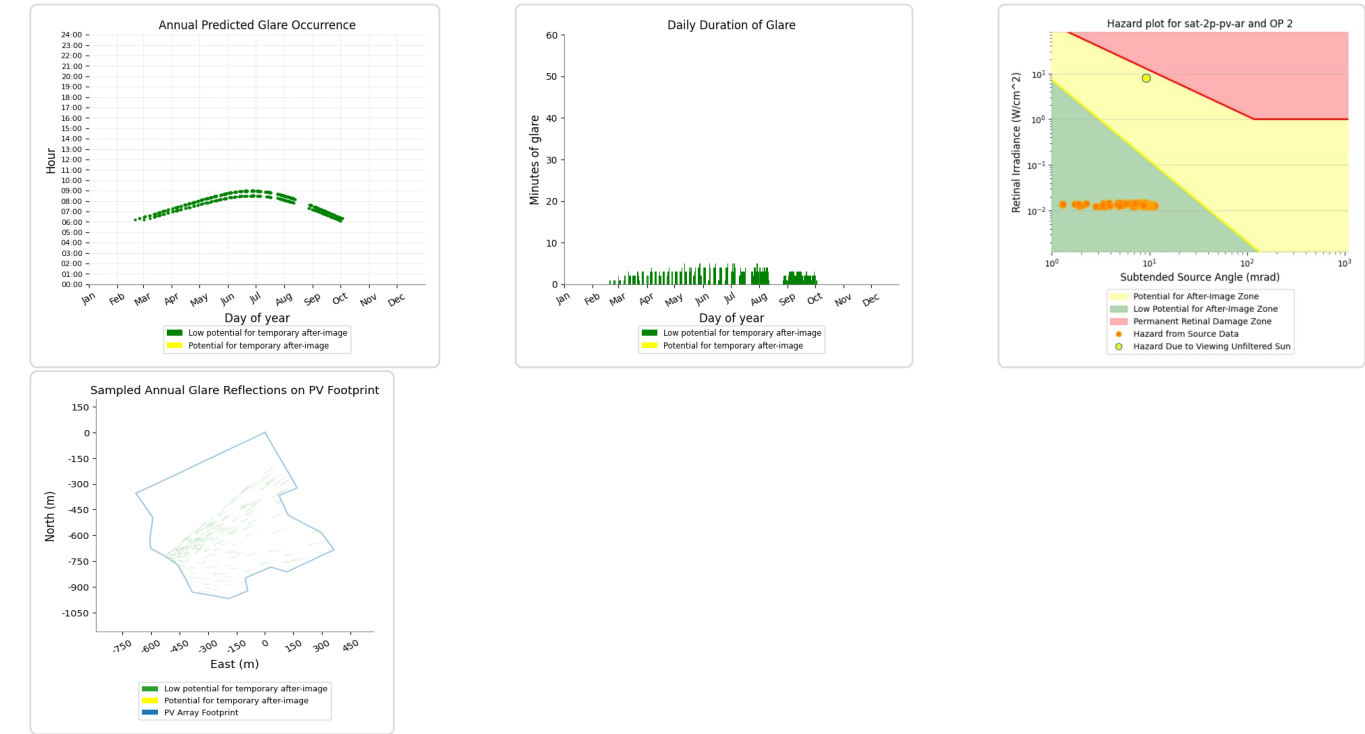 Annual Predicted Glare Occurrence
24:00
23:00
22:00
21:00
20:00
19:00
18:00
17:00
16:00
15:00
14:00
13:00
12:00
11:00
10:00
09:00
08:00
07:00
06:00
05:00
04:00
03:00
02:00
01:00
00:00
Hour
Jan Feb Mar Apr May Jun Jul Aug Sep Oct Nov Dec
Day of year
Low potential for temporary after-image
Potential for temporary after-image
Daily Duration of Glare
60
50
40
30
20
10
0
Minutes of glare
Jan Feb Mar Apr May Jun Jul Aug Sep Oct Nov Dec
Day of year
Low potential for temporary after-image
Potential for temporary after-image
Hazard plot for sat-2p-pv-ar and OP 2
10^1
10^0
10^-1
10^-2
Retinal Irradiance (W/cm^2)
10^0 10^1 10^2 10^3
Subtended Source Angle (mrad)
Potential for After-Image Zone
Low Potential for After-Image Zone
Permanent Retinal Damage Zone
Hazard from Source Data
Hazard Due to Viewing Unfiltered Sun
Sampled Annual Glare Reflections on PV Footprint
150
0
-150
-300
-450
-600
-750
-900
-1050
North (m)
-750 -600 -450 -300 -150 0 150 300 450
East (m)
Low potential for temporary after-image
Potential for temporary after-image
PV Array Footprint